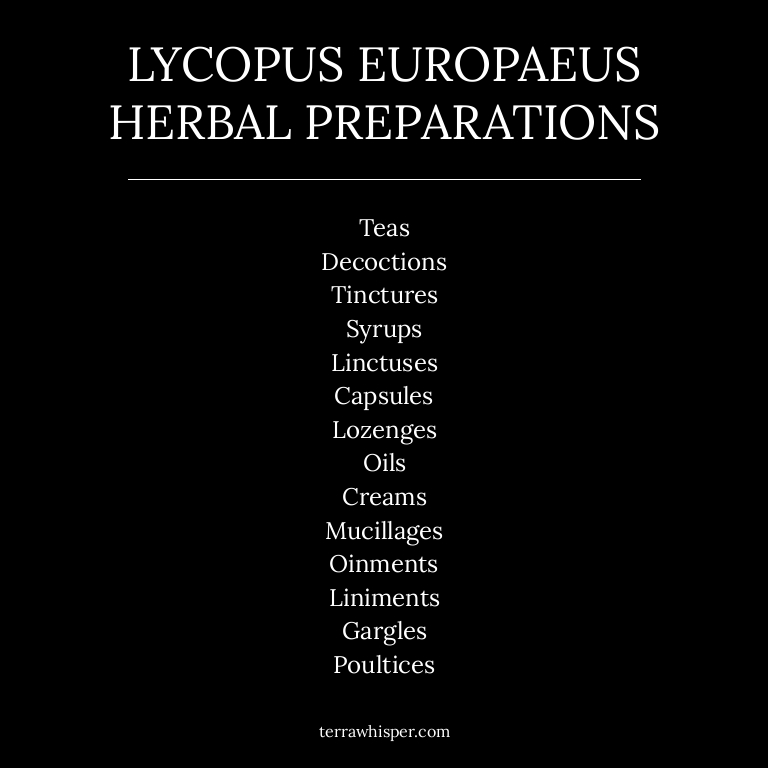 LYCOPUS EUROPAEUS
HERBAL PREPARATIONS
Teas
Decoctions
Tinctures
Syrups
Linctuses
Capsules
Lozenges
Oils
Creams
Mucillages
Oinments
Liniments
Gargles
Poultices
terrawhisper.com